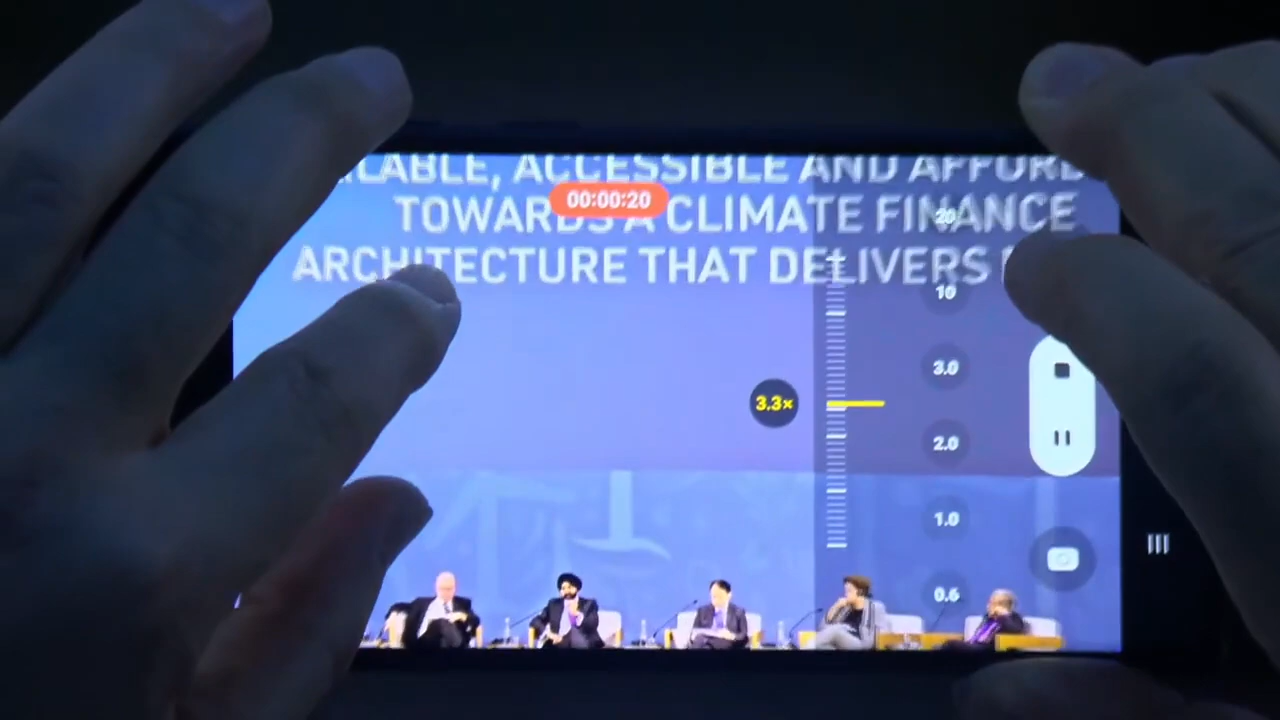 ACCESSIBLE AND
00:00:20
TOWARDS A CLIMATE FINANCE
ARCHITECTURE THAT DELIVERS
20
10
3.0
3.3×
2.0
1.0
0.6